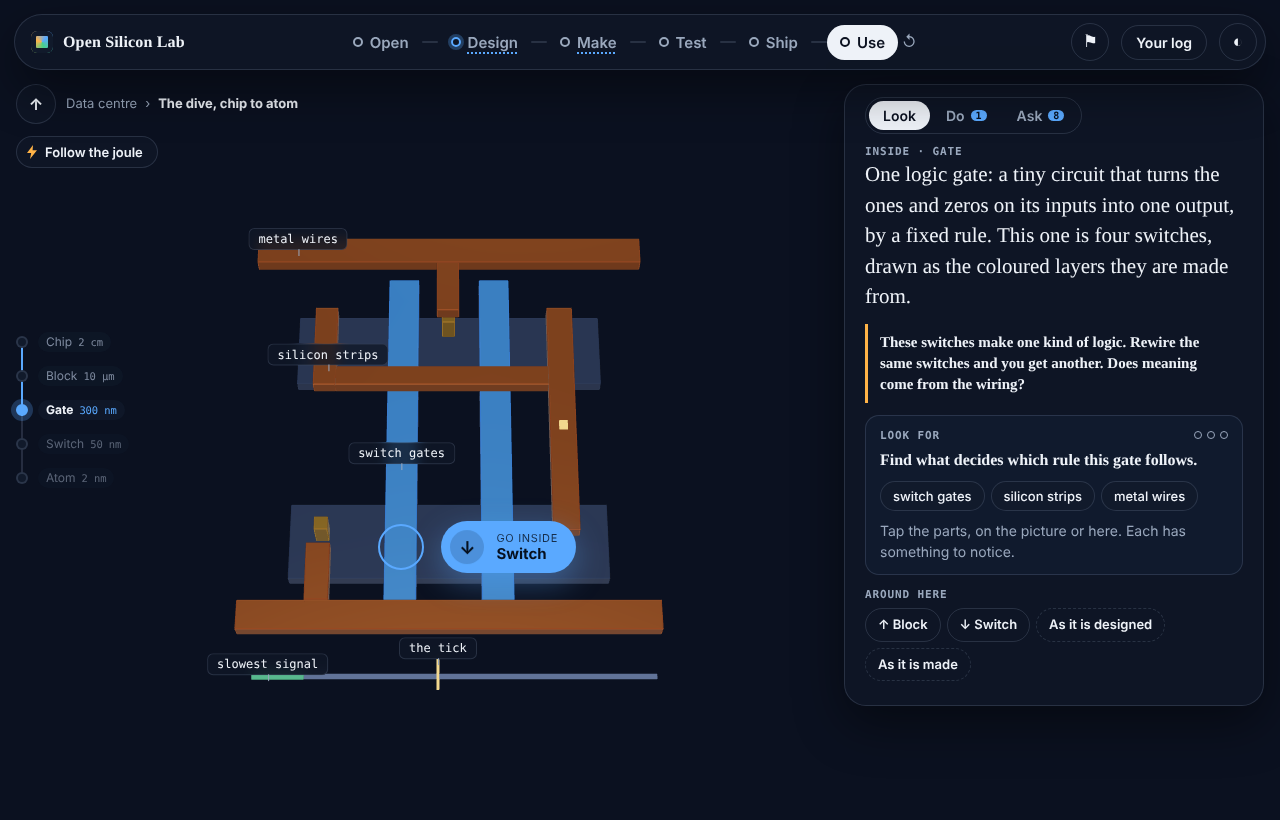 Open Silicon Lab
Open
Design
Make
Test
Ship
Use
Your log
Data centre › The dive, chip to atom
Follow the joule
metal wires
silicon strips
switch gates
Chip 2 cm
Block 10 µm
Gate 300 nm
Switch 50 nm
Atom 2 nm
GO INSIDE
Switch
the tick
slowest signal
Look
Do 1
Ask 8
INSIDE · GATE
One logic gate: a tiny circuit that turns the
ones and zeros on its inputs into one output,
by a fixed rule. This one is four switches,
drawn as the coloured layers they are made
from.
These switches make one kind of logic. Rewire the
same switches and you get another. Does meaning
come from the wiring?
LOOK FOR
Find what decides which rule this gate follows.
switch gates
silicon strips
metal wires
Tap the parts, on the picture or here. Each has
something to notice.
AROUND HERE
↑ Block
↓ Switch
As it is designed
As it is made